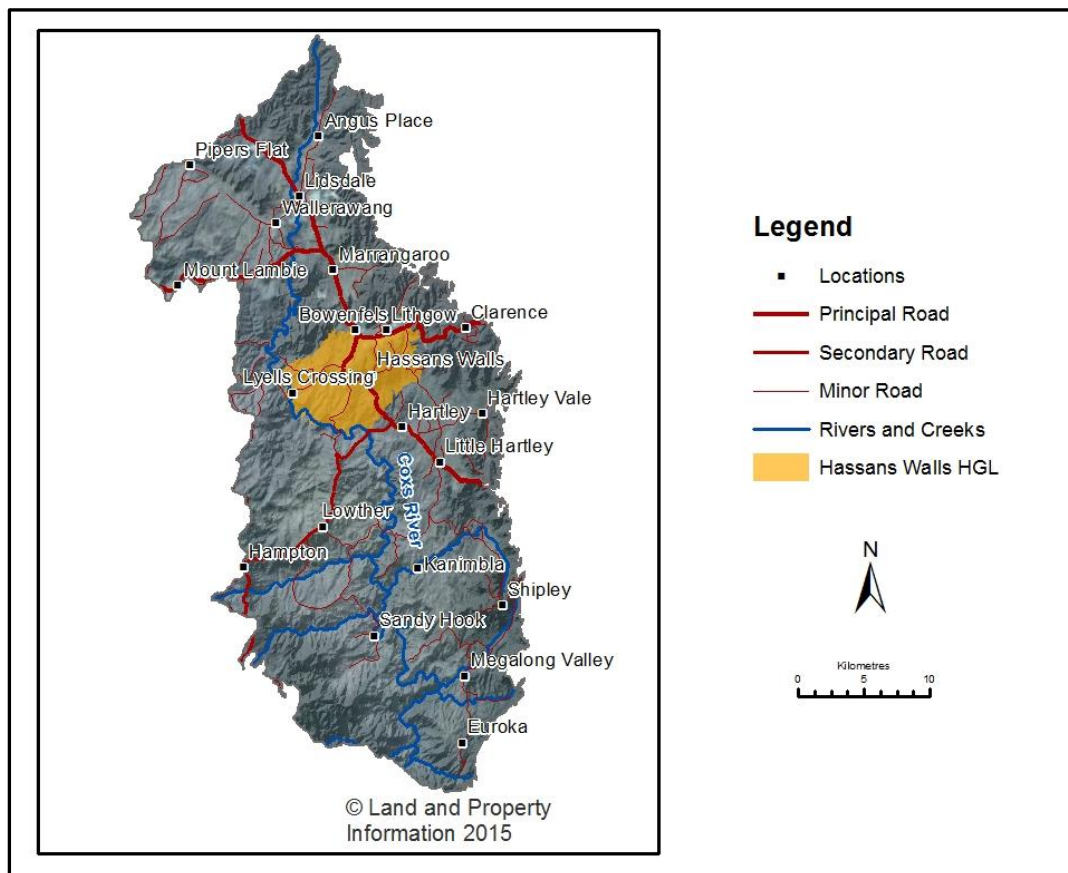 Angus Place
Pipers Flat
Lidsdale
Wallerawang
Marrangaroo
Mount Lambie
Bowenfels
Lithgow
Clarence
Hassans Walls
Lyells Crossing
Hartley Vale
Hartley
Little Hartley
Coxs River
Lowther
Hampton
Kanimbla
Shipley
Sandy Hook
Megalong Valley
Euroka
© Land and Property
Information 2015
Legend
Locations
Principal Road
Secondary Road
Minor Road
Rivers and Creeks
Hassans Walls HGL
N
Kilometres
0 5 10